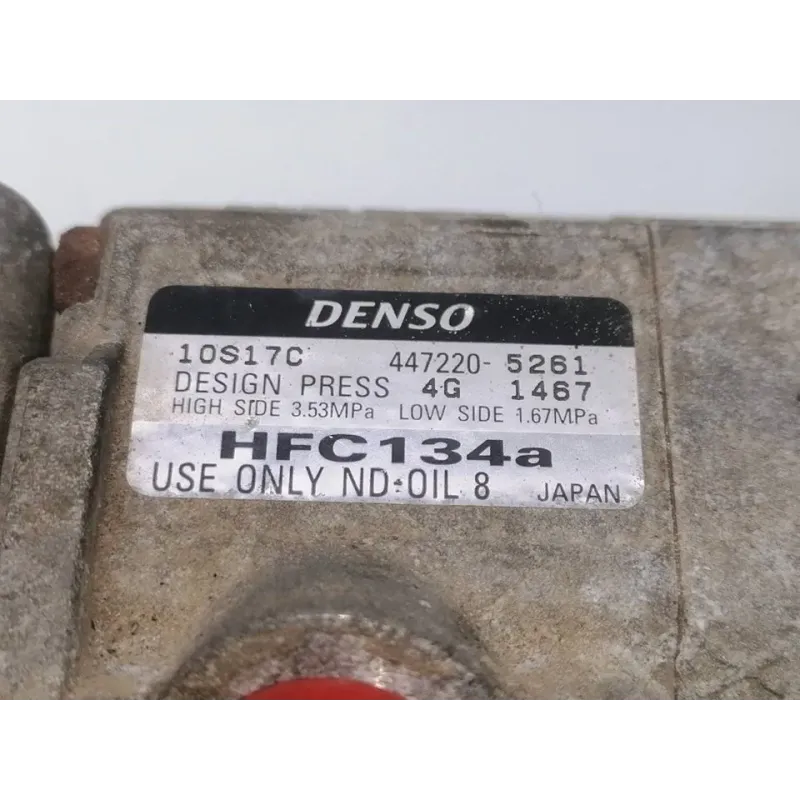 DENSO
10S17C 447220-5261
DESIGN PRESS 4G 1467
HIGH SIDE 3.53MPa LOW SIDE 1.67MPa
HFC134a
USE ONLY ND-OIL 8 JAPAN